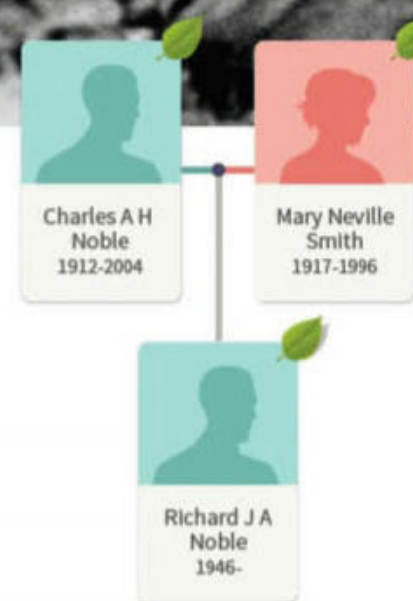 Charles A H
Noble
1912-2004
Mary Neville
Smith
1917-1996
Richard J A
Noble
1946-